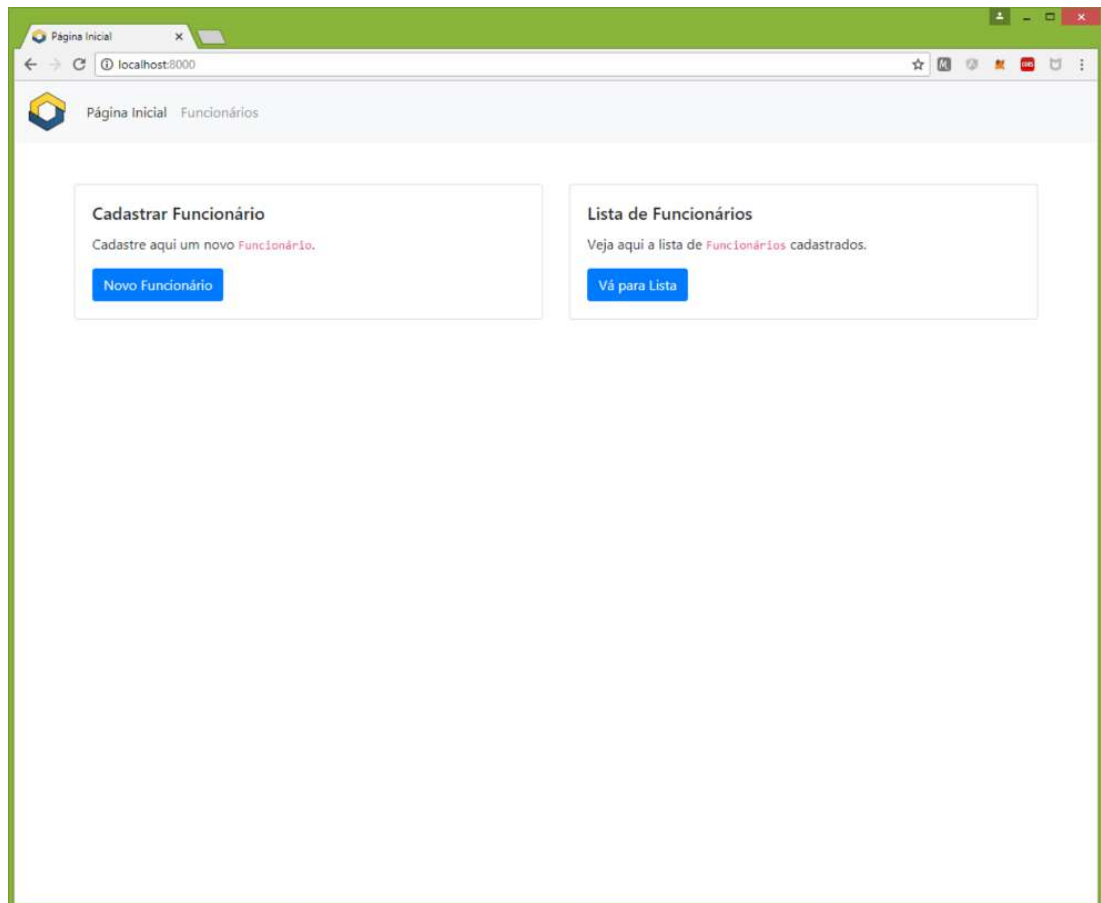 Página Inicial
localhost:8000
Página Inicial Funcionários
Cadastrar Funcionário
Cadastre aqui um novo Funcionário.
Novo Funcionário
Lista de Funcionários
Veja aqui a lista de Funcionários cadastrados.
Vá para Lista